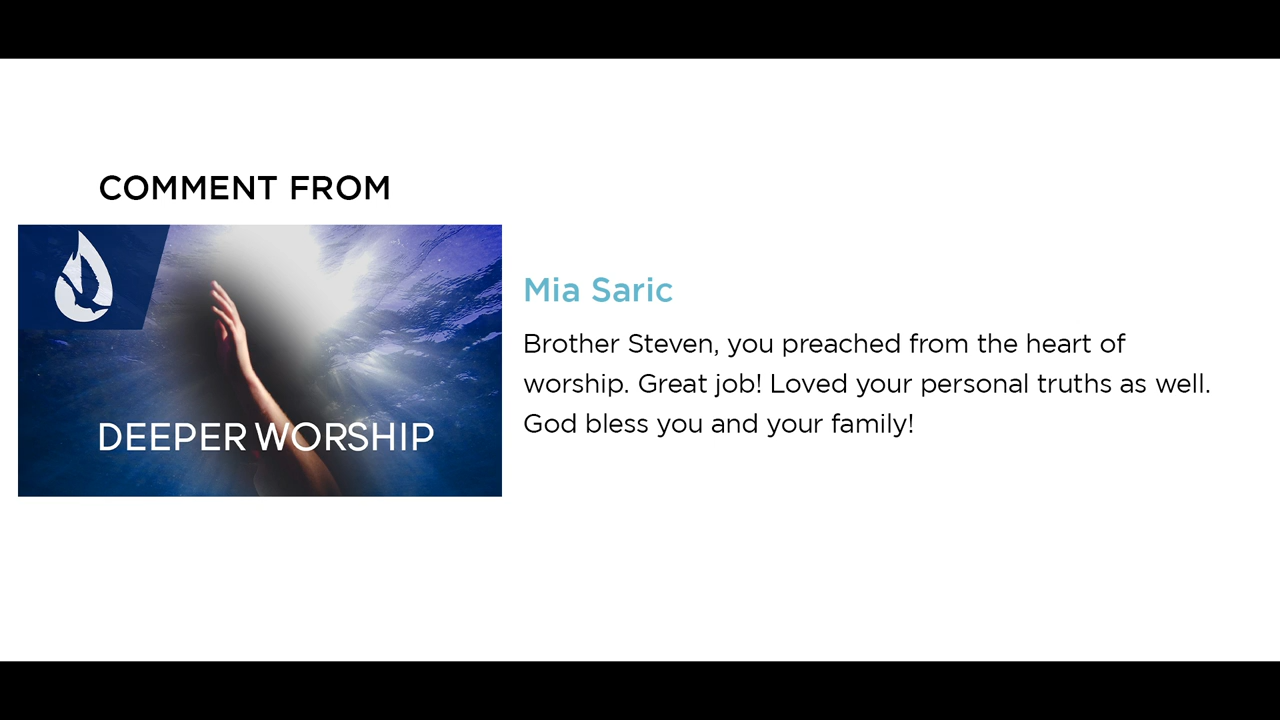 COMMENT FROM
DEEPER WORSHIP
Mia Saric
Brother Steven, you preached from the heart of
worship. Great job! Loved your personal truths as well.
God bless you and your family!